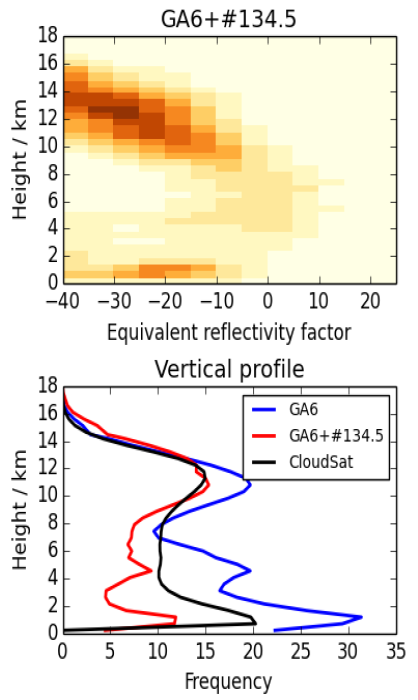 GA6+#134.5
18
16
14
12
10
8
6
4
2
0
Height / km
−40 −30 −20 −10 0 10 20
Equivalent reflectivity factor
Vertical profile
18
16
14
12
10
8
6
4
2
0
Height / km
GA6
GA6+#134.5
CloudSat
0 5 10 15 20 25 30 35
Frequency